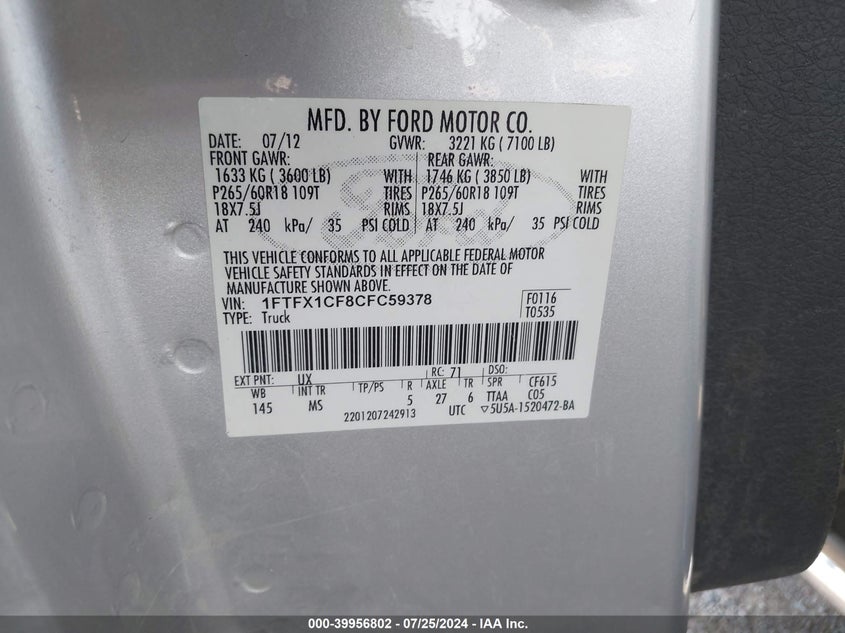 MFD. BY FORD MOTOR CO.
DATE: 07/12 GVWR: 3221 KG ( 7100 LB)
FRONT GAWR: REAR GAWR:
1633 KG ( 3600 LB) WITH 1746 KG ( 3850 LB) WITH
P265/60R18 109T TIRES P265/60R18 109T TIRES
18X7.5J RIMS 18X7.5J RIMS
AT 240 kPa/ 35 PSI COLD AT 240 kPa/ 35 PSI COLD
THIS VEHICLE CONFORMS TO ALL APPLICABLE FEDERAL MOTOR
VEHICLE SAFETY STANDARDS IN EFFECT ON THE DATE OF
MANUFACTURE SHOWN ABOVE.
VIN: 1FTFX1CF8CFC59378 F0116
TYPE: Truck T0535
EXT PNT: UX RC: 71 DSO:
WB INT TR TP/PS R AXLE TR SPR CF615
145 MS 5 27 6 TTAA C05
2201207242913 UTC ▽5U5A-1520472-BA
000-39956802 / 07/25/2024 - IAA Inc.